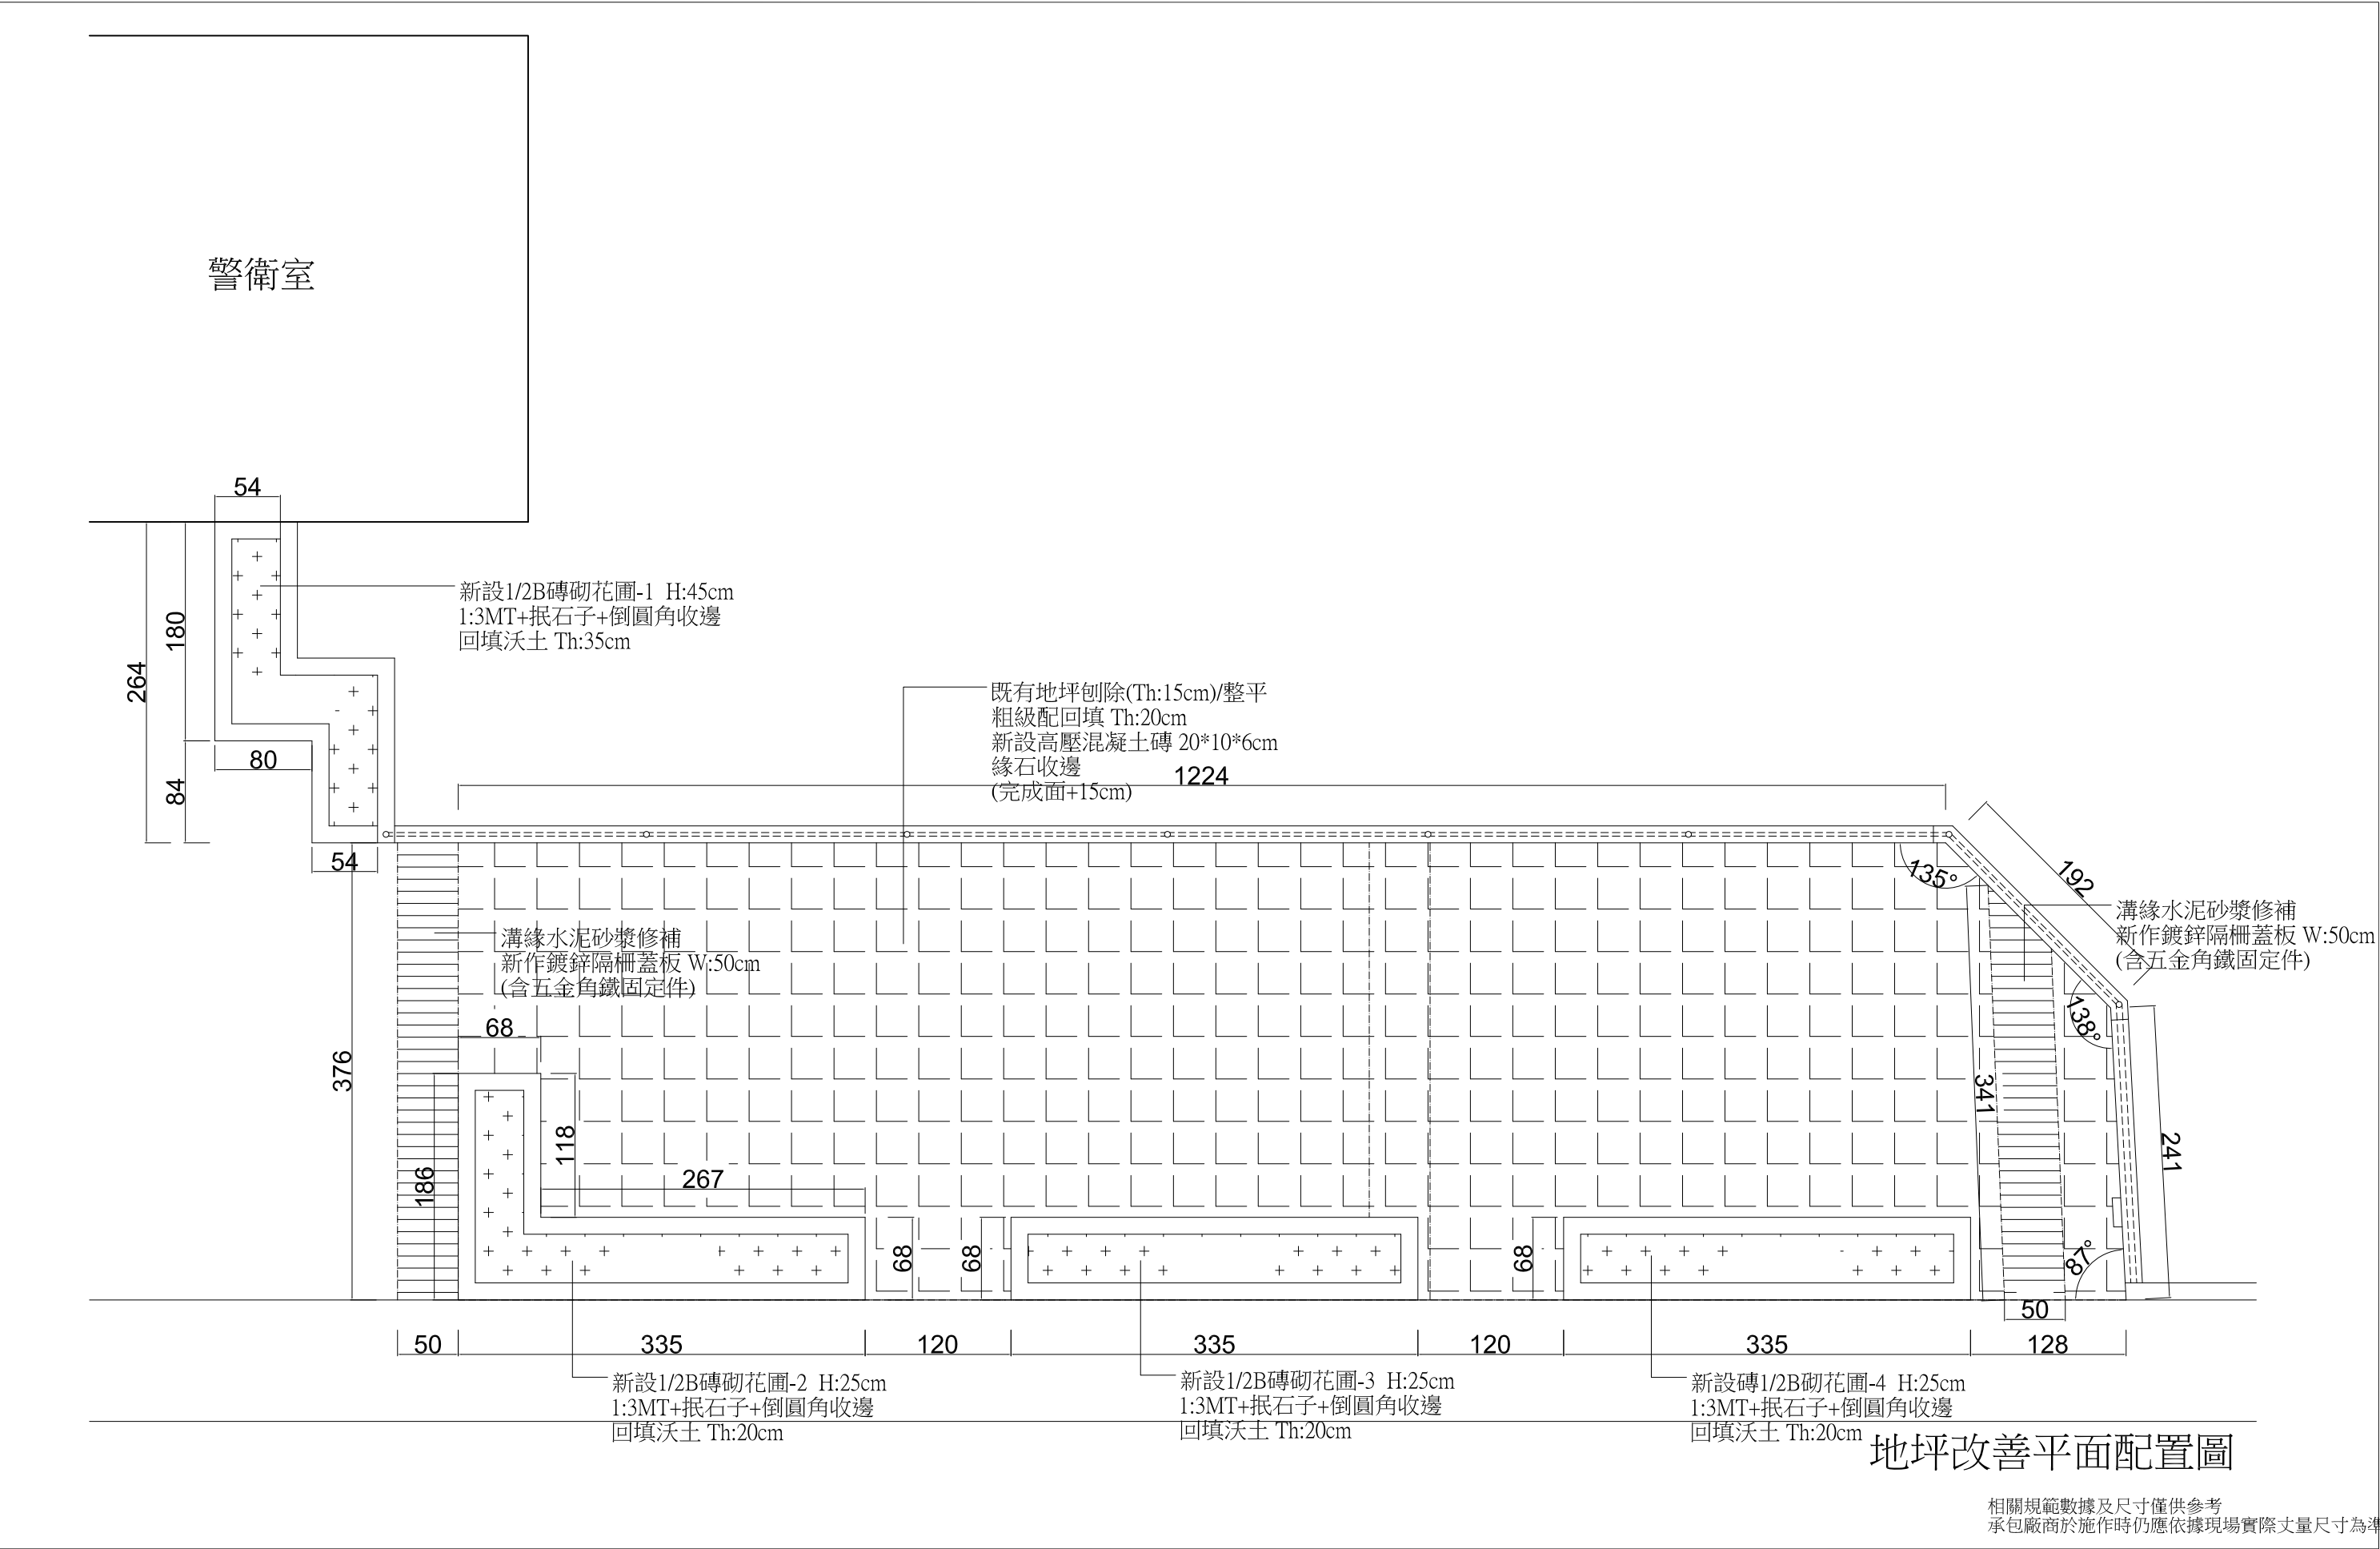 警衛室
54
新設1/2B磚砌花圃-1 H:45cm
1:3MT+抿石子+倒圓角收邊
回填沃土 Th:35cm
180
264
80
84
54
既有地坪刨除(Th:15cm)/整平
粗級配回填 Th:20cm
新設高壓混凝土磚 20*10*6cm
緣石收邊
(完成面+15cm)
1224
135°
192
溝緣水泥砂漿修補
新作鍍鋅隔柵蓋板 W:50cm
(含五金角鐵固定件)
溝緣水泥砂漿修補
新作鍍鋅隔柵蓋板 W:50cm
(含五金角鐵固定件)
68
138°
376
341
118
186
267
241
68
68
68
87°
50
50
335
120
335
120
335
128
新設1/2B磚砌花圃-2 H:25cm
1:3MT+抿石子+倒圓角收邊
回填沃土 Th:20cm
新設1/2B磚砌花圃-3 H:25cm
1:3MT+抿石子+倒圓角收邊
回填沃土 Th:20cm
新設磚1/2B砌花圃-4 H:25cm
1:3MT+抿石子+倒圓角收邊
回填沃土 Th:20cm
地坪改善平面配置圖
相關規範數據及尺寸僅供參考
承包廠商於施作時仍應依據現場實際丈量尺寸為準